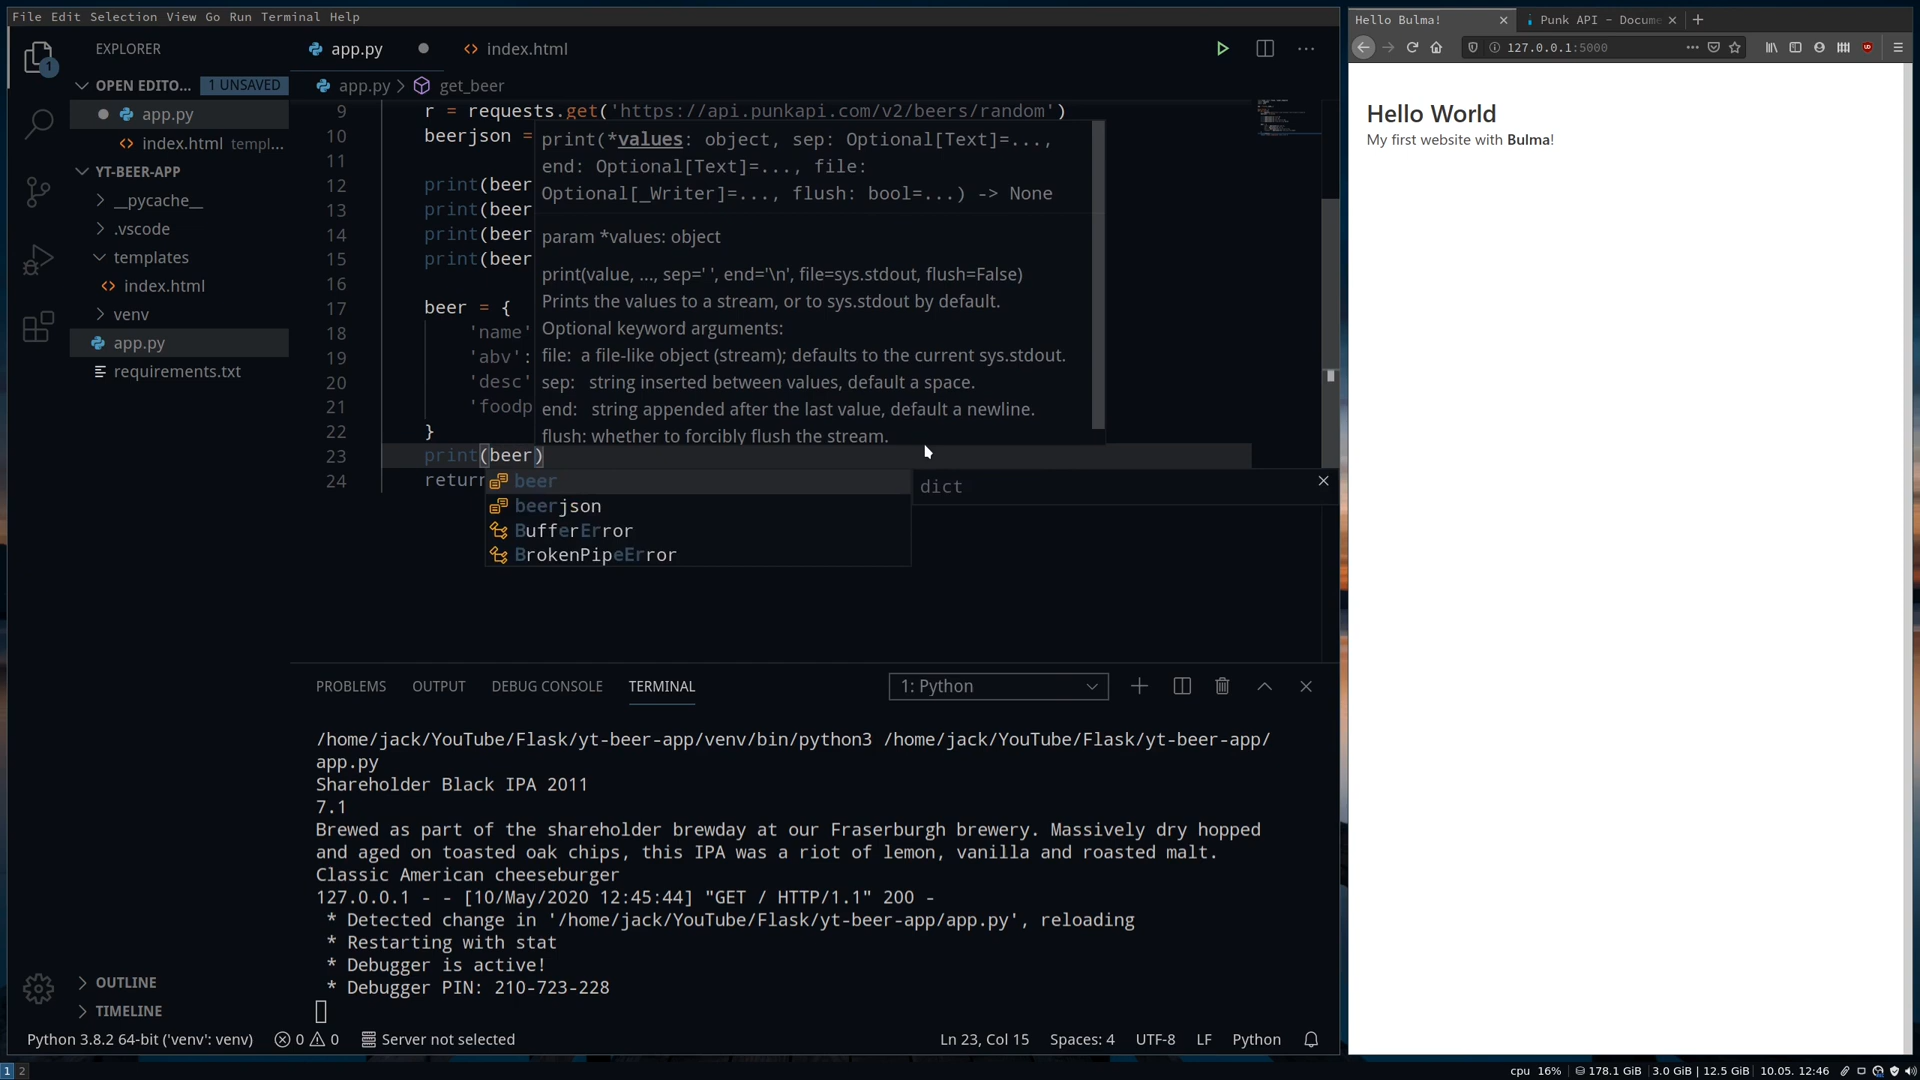 File Edit Selection View Go Run Terminal Help
EXPLORER
OPEN EDITO... 1 UNSAVED
app.py
index.html templ...
YT-BEER-APP
__pycache__
.vscode
templates
index.html
venv
app.py
requirements.txt
OUTLINE
TIMELINE
1
app.py
index.html
app.py > get_beer
9 r = requests.get('https://api.punkapi.com/v2/beers/random')
10 beerjson =
11
12 print(beer
13 print(beer
14 print(beer
15 print(beer
16
17 beer = {
18 'name'
19 'abv':
20 'desc'
21 'foodp
22 }
23 print(beer)
24 return
print(*values: object, sep: Optional[Text]=...,
end: Optional[Text]=..., file:
Optional[_Writer]=..., flush: bool=...) -> None
param *values: object
print(value, ..., sep=' ', end='\n', file=sys.stdout, flush=False)
Prints the values to a stream, or to sys.stdout by default.
Optional keyword arguments:
file: a file-like object (stream); defaults to the current sys.stdout.
sep: string inserted between values, default a space.
end: string appended after the last value, default a newline.
flush: whether to forcibly flush the stream.
beer
beerjson
BufferError
BrokenPipeError
dict
PROBLEMS OUTPUT DEBUG CONSOLE TERMINAL 1: Python
/home/jack/YouTube/Flask/yt-beer-app/venv/bin/python3 /home/jack/YouTube/Flask/yt-beer-app/
app.py
Shareholder Black IPA 2011
7.1
Brewed as part of the shareholder brewday at our Fraserburgh brewery. Massively dry hopped
and aged on toasted oak chips, this IPA was a riot of lemon, vanilla and roasted malt.
Classic American cheeseburger
127.0.0.1 - - [10/May/2020 12:45:44] "GET / HTTP/1.1" 200 -
* Detected change in '/home/jack/YouTube/Flask/yt-beer-app/app.py', reloading
* Restarting with stat
* Debugger is active!
* Debugger PIN: 210-723-228
Python 3.8.2 64-bit ('venv': venv) 0 0 Server not selected Ln 23, Col 15 Spaces: 4 UTF-8 LF Python
Hello Bulma!
Punk API - Docume
127.0.0.1:5000
Hello World
My first website with Bulma!
1 2
cpu 16% 178.1 GiB 3.0 GiB | 12.5 GiB 10.05. 12:46